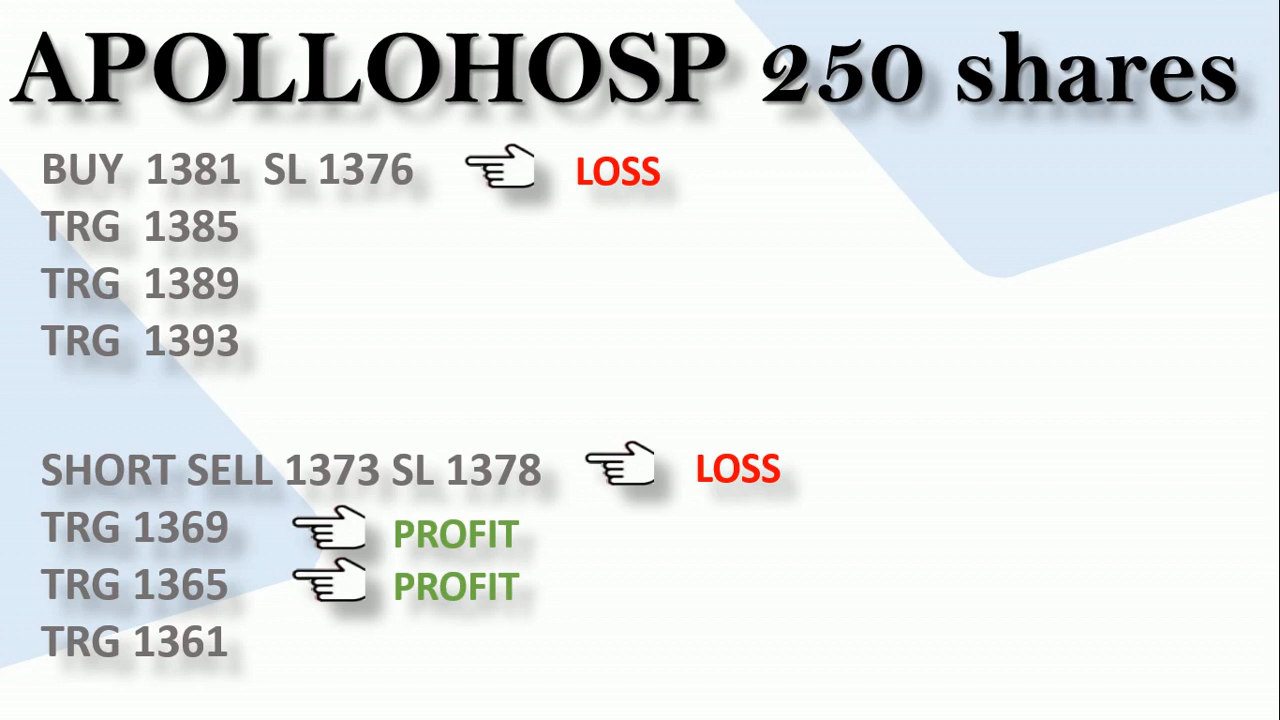 APOLLOHOSP 250 shares
BUY 1381 SL 1376 LOSS
TRG 1385
TRG 1389
TRG 1393
SHORT SELL 1373 SL 1378 LOSS
TRG 1369 PROFIT
TRG 1365 PROFIT
TRG 1361